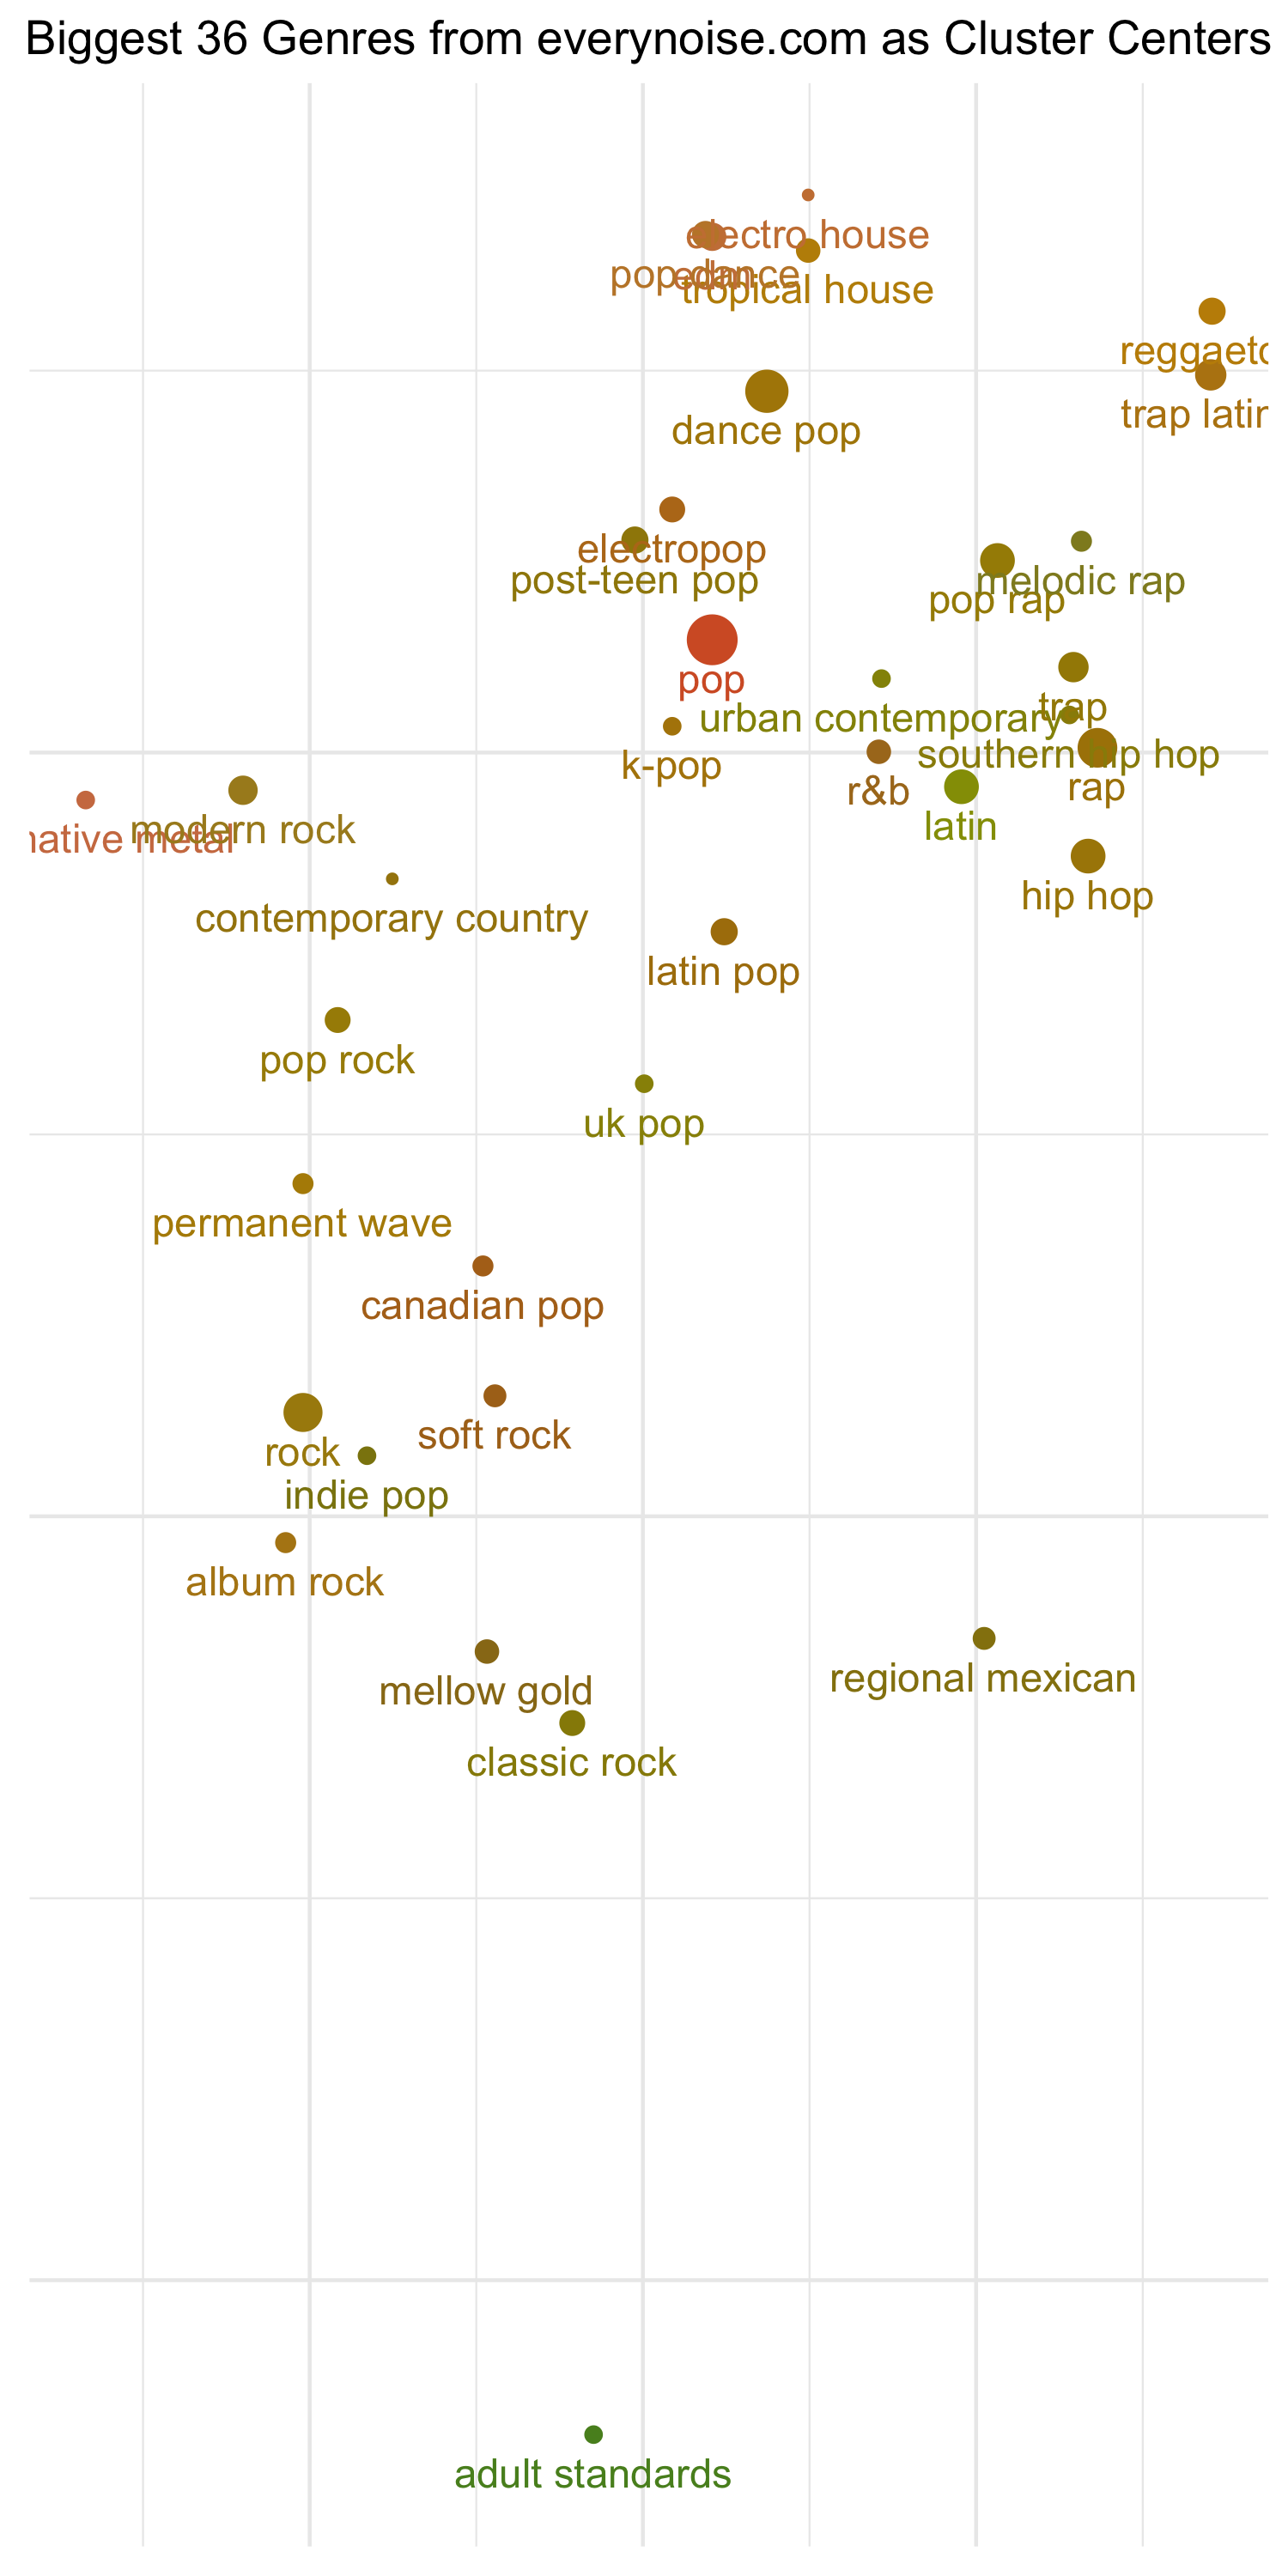 Biggest 36 Genres from everynoise.com as Cluster Centers
electro house
pop dance
edm
tropical house
reggaeto
trap latin
dance pop
electropop
post-teen pop
melodic rap
pop rap
pop
trap
urban contemporary
southern hip hop
k-pop
r&b
rap
latin
modern rock
native metal
hip hop
contemporary country
latin pop
pop rock
uk pop
permanent wave
canadian pop
soft rock
rock
indie pop
album rock
regional mexican
mellow gold
classic rock
adult standards